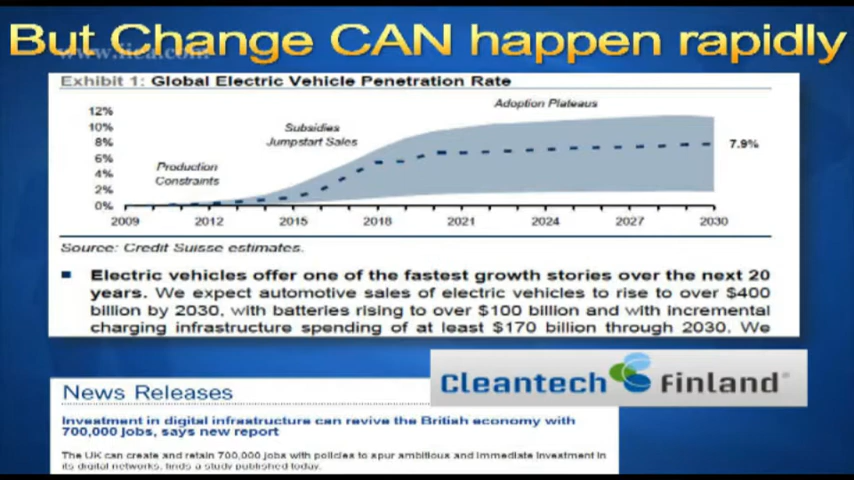 But Change CAN happen rapidly
www.iiea.com
Exhibit 1: Global Electric Vehicle Penetration Rate
12%
10%
8%
6%
4%
2%
0%
Adoption Plateaus
Subsidies
Jumpstart Sales
Production
Constraints
7.9%
2009 2012 2015 2018 2021 2024 2027 2030
Source: Credit Suisse estimates.
Electric vehicles offer one of the fastest growth stories over the next 20
years. We expect automotive sales of electric vehicles to rise to over $400
billion by 2030, with batteries rising to over $100 billion and with incremental
charging infrastructure spending of at least $170 billion through 2030. We
Cleantech Finland
News Releases
Investment in digital infrastructure can revive the British economy with
700,000 jobs, says new report
The UK can create and retain 700,000 jobs with policies to spur ambitious and immediate investment in
its digital networks, finds a study published today.